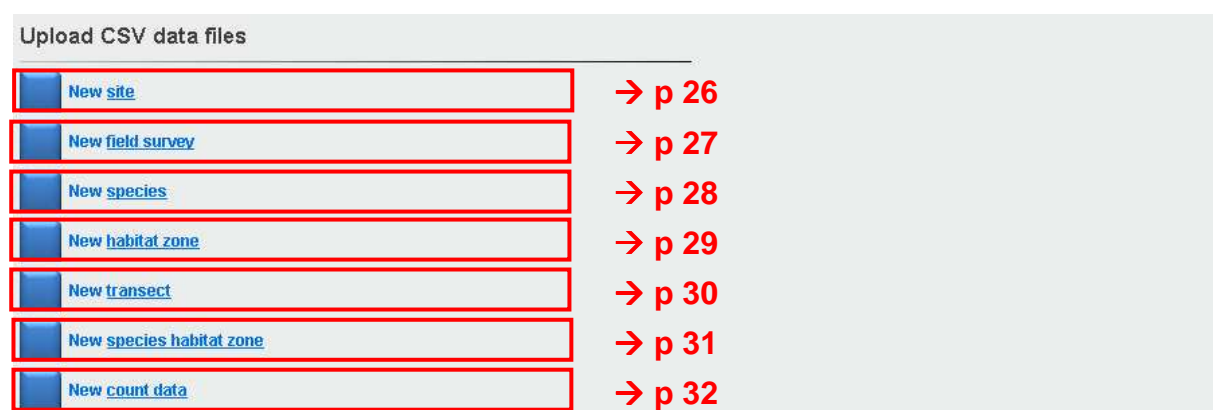 Upload CSV data files
New site → p 26
New field survey → p 27
New species → p 28
New habitat zone → p 29
New transect → p 30
New species habitat zone → p 31
New count data → p 32